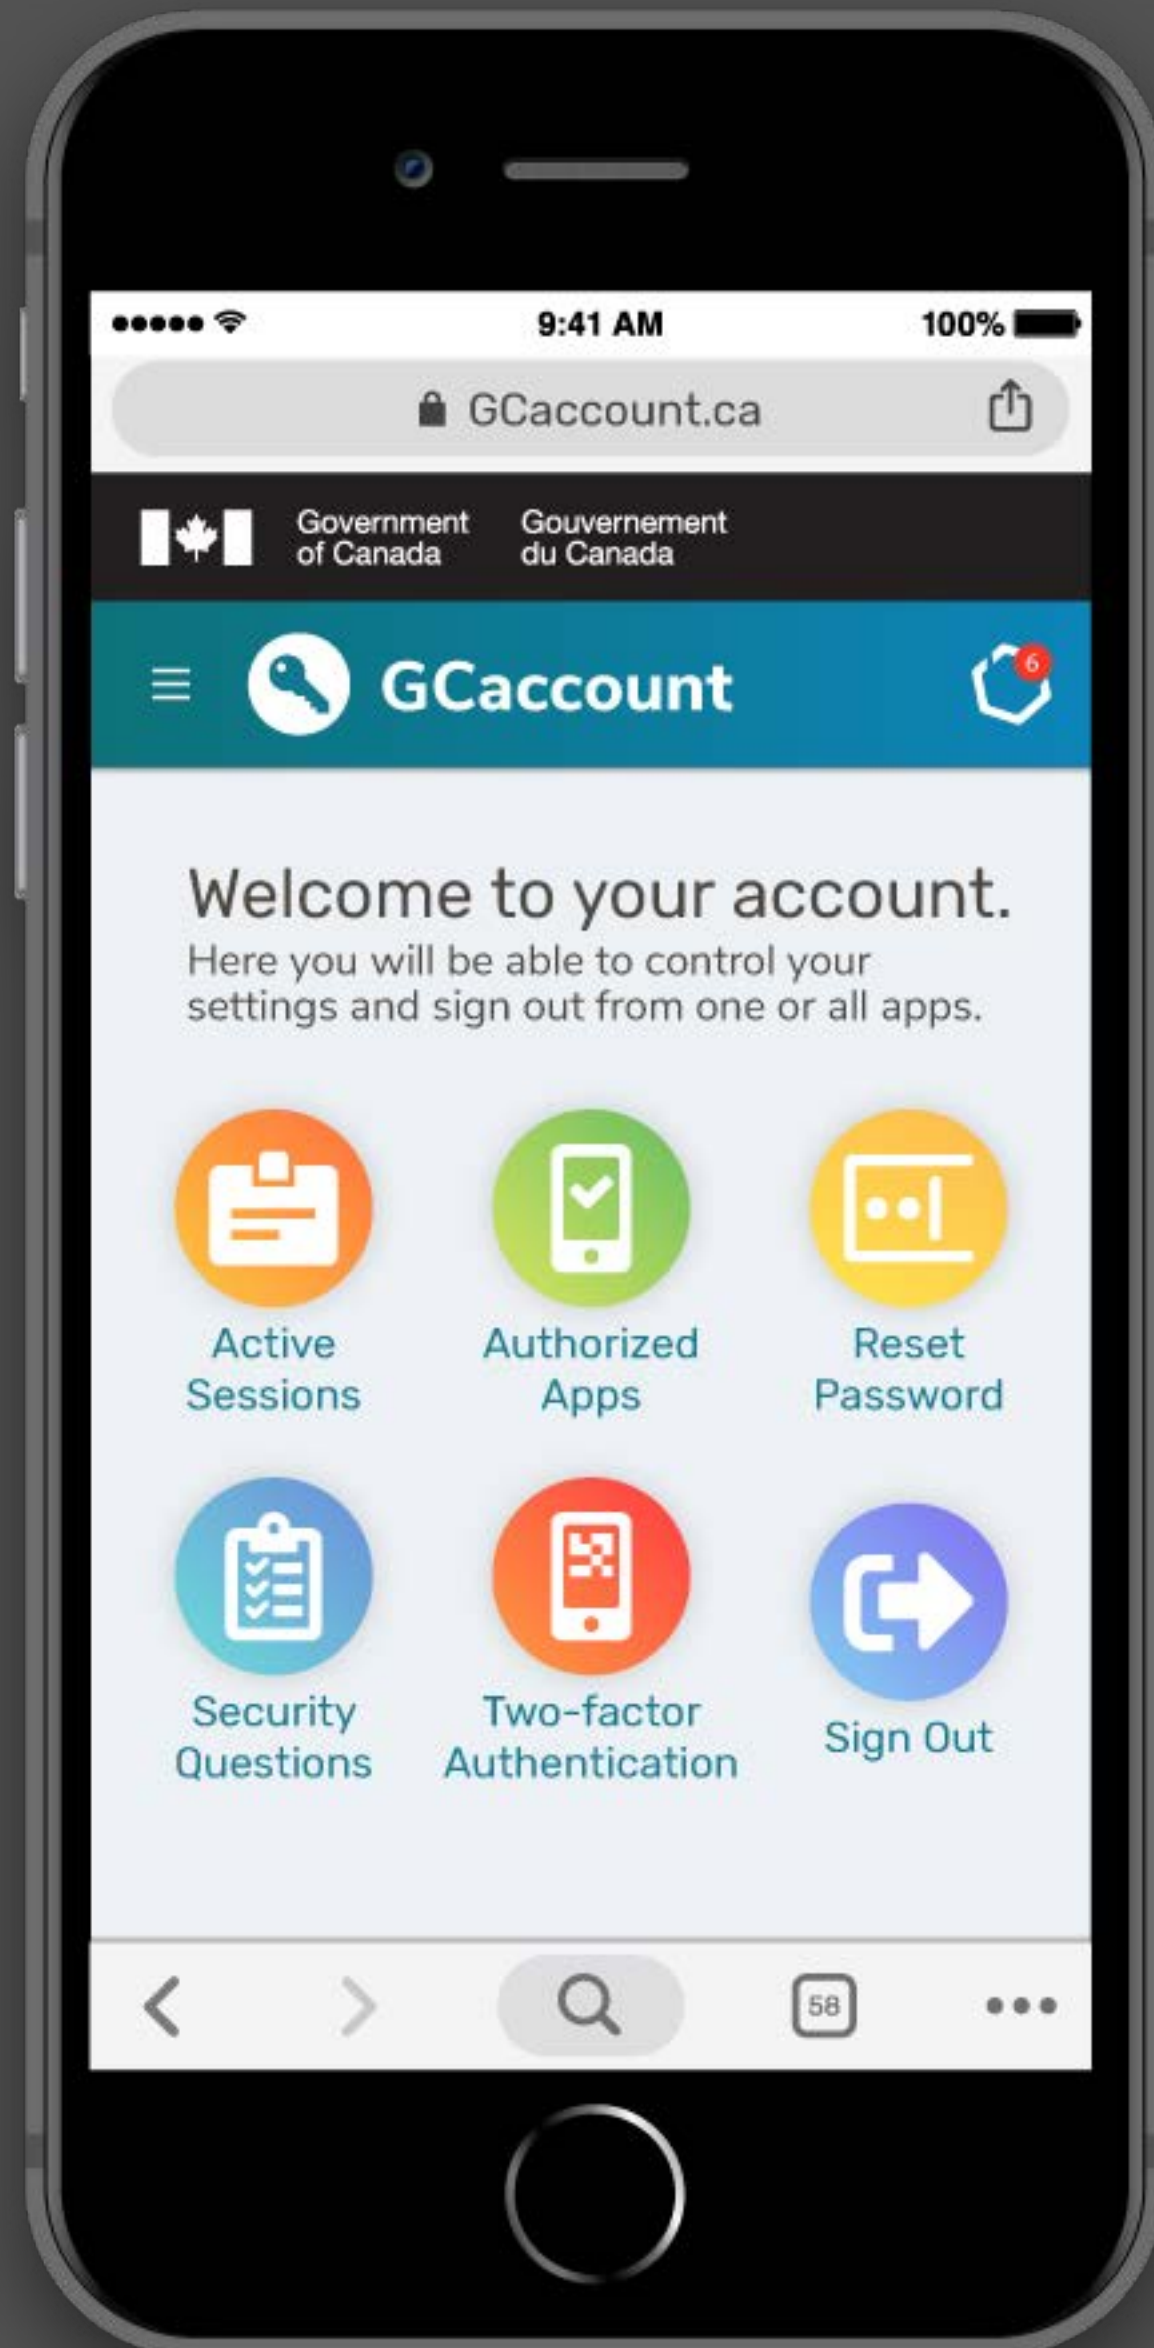 9:41 AM 100%
GCaccount.ca
Government Gouvernement
of Canada du Canada
GCaccount 6
Welcome to your account.
Here you will be able to control your
settings and sign out from one or all apps.
Active Authorized Reset
Sessions Apps Password
Security Two-factor Sign Out
Questions Authentication
58